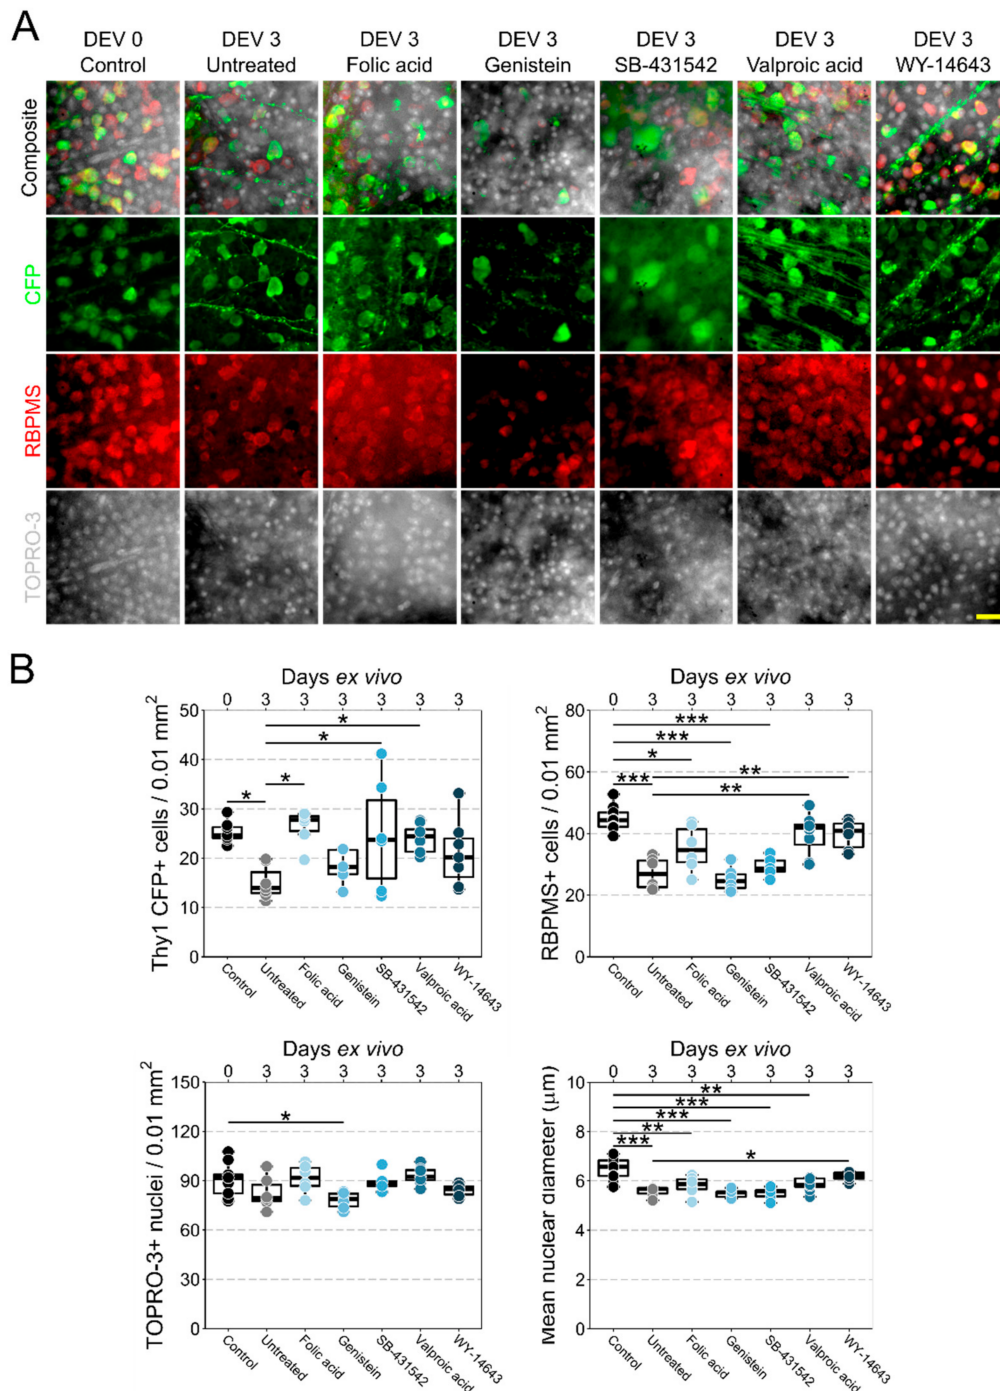 A
DEV 0 Control
DEV 3 Untreated
DEV 3 Folic acid
DEV 3 Genistein
DEV 3 SB-431542
DEV 3 Valproic acid
DEV 3 WY-14643
Composite
CFP
RBPMS
TOPRO-3
B
Days ex vivo
0 3 3 3 3 3 3
Thy1 CFP+ cells / 0.01 mm²
50
40
30
20
10
0
*
*
*
*
Control Untreated Folic acid Genistein SB-431542 Valproic acid WY-14643
Days ex vivo
0 3 3 3 3 3 3
RBPMS+ cells / 0.01 mm²
80
60
40
20
0
***
***
*
**
***
**
Control Untreated Folic acid Genistein SB-431542 Valproic acid WY-14643
Days ex vivo
0 3 3 3 3 3 3
TOPRO-3+ nuclei / 0.01 mm²
150
120
90
60
30
0
*
Control Untreated Folic acid Genistein SB-431542 Valproic acid WY-14643
Days ex vivo
0 3 3 3 3 3 3
Mean nuclear diameter (µm)
10
8
6
4
2
0
**
***
***
**
***
*
Control Untreated Folic acid Genistein SB-431542 Valproic acid WY-14643